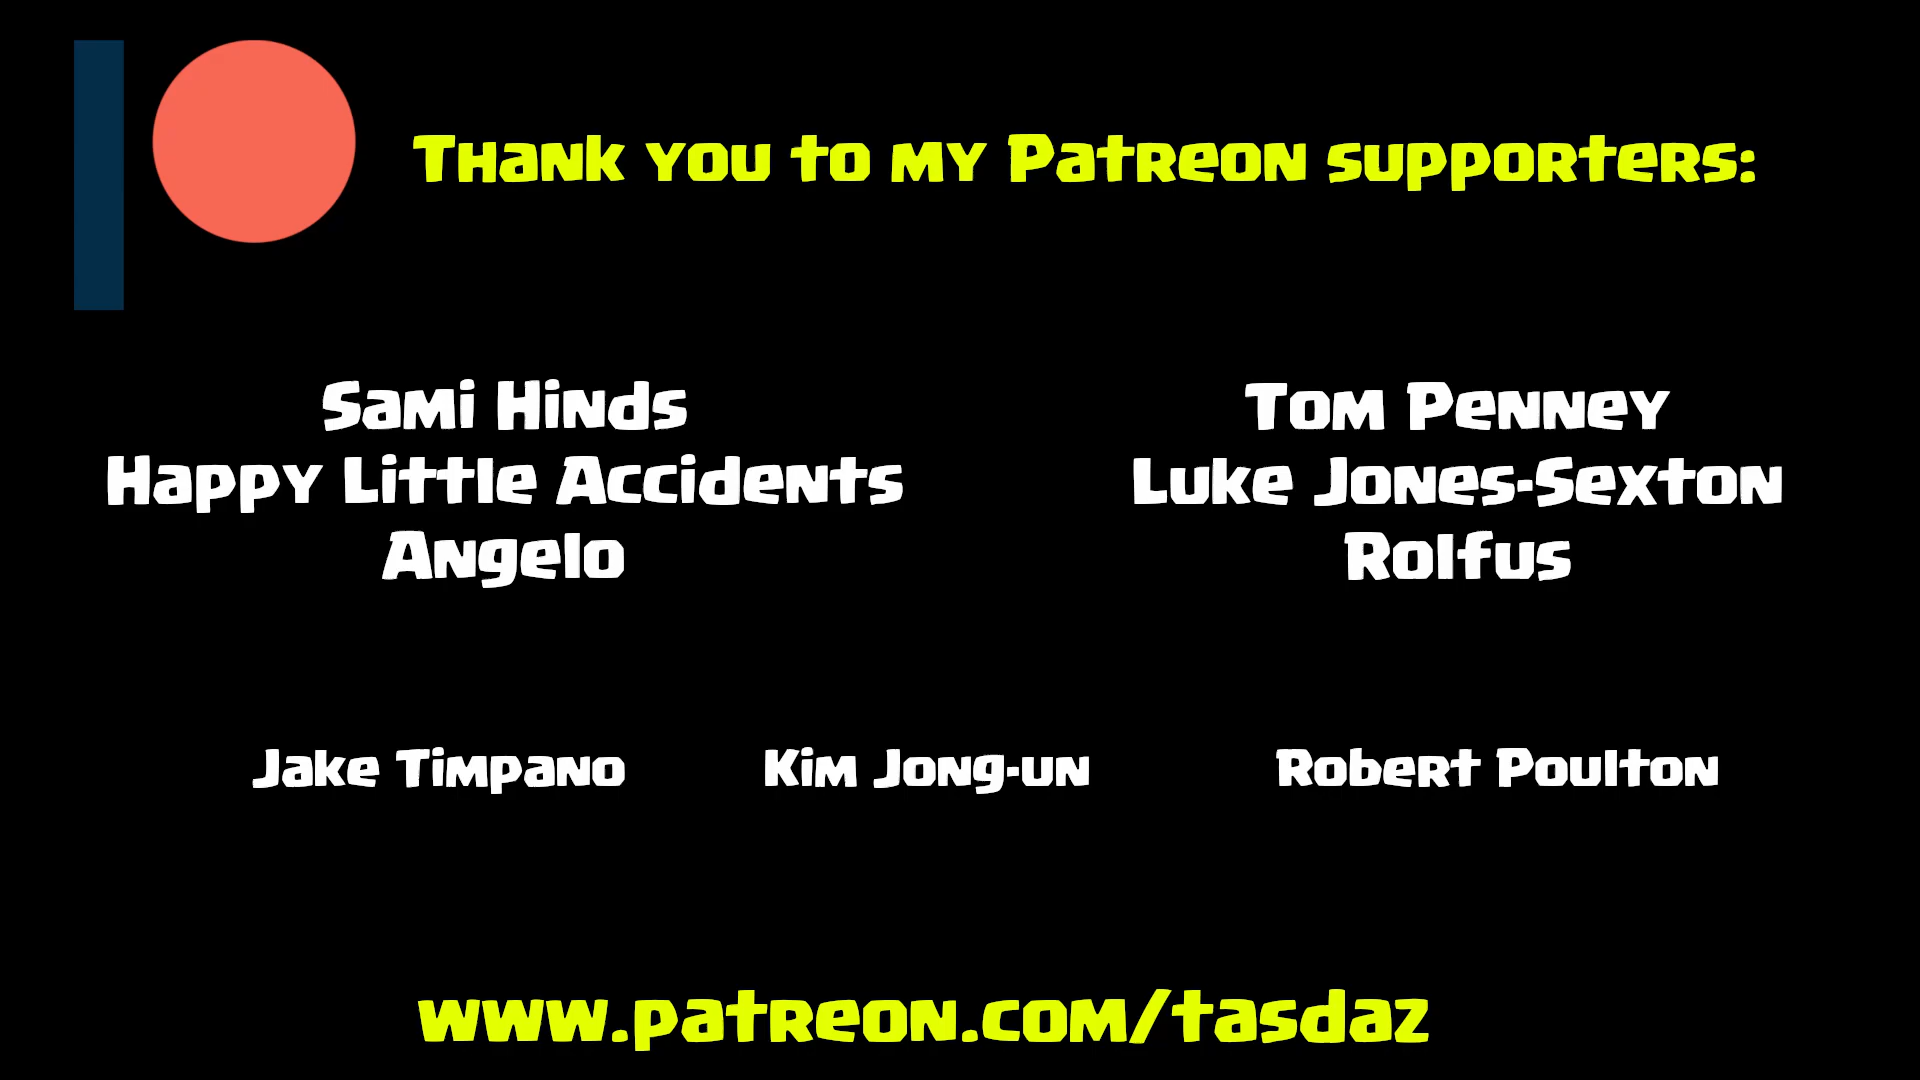 Thank you to my Patreon supporters:
Sami Hinds
Happy Little Accidents
Angelo
Tom Penney
Luke Jones-Sexton
Rolfus
Jake Timpano
Kim Jong-un
Robert Poulton
www.patreon.com/tasdaz